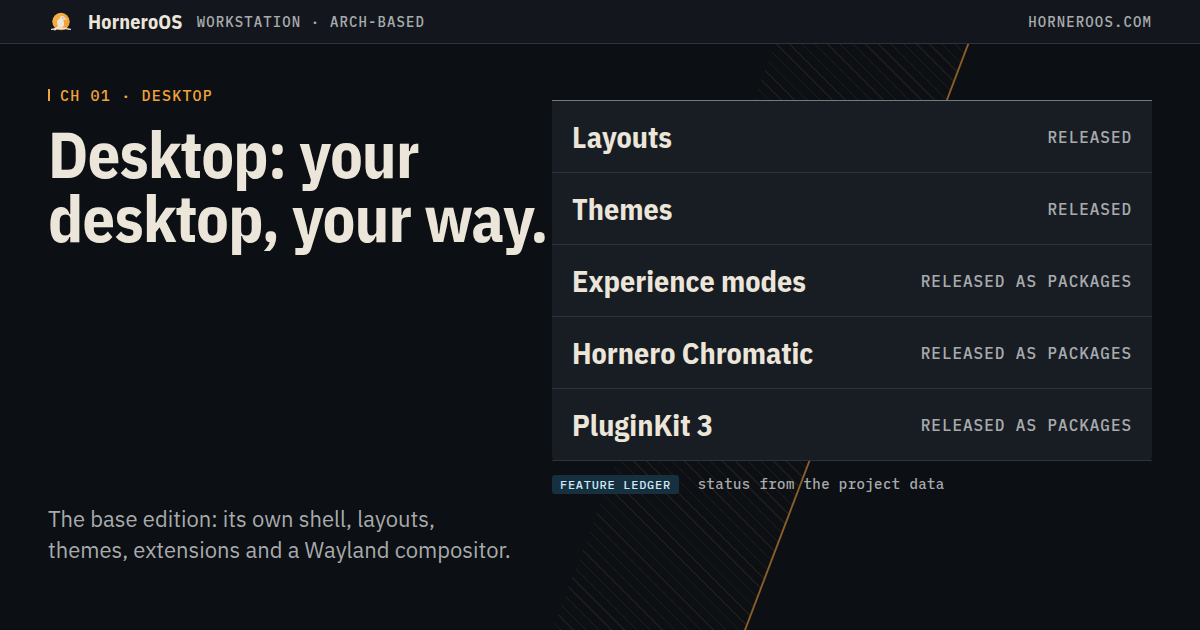 HorneroOS WORKSTATION · ARCH-BASED
HORNEROOS.COM
CH 01 · DESKTOP
Desktop: your
desktop, your way.
The base edition: its own shell, layouts,
themes, extensions and a Wayland compositor.
Layouts RELEASED
Themes RELEASED
Experience modes RELEASED AS PACKAGES
Hornero Chromatic RELEASED AS PACKAGES
PluginKit 3 RELEASED AS PACKAGES
FEATURE LEDGER status from the project data